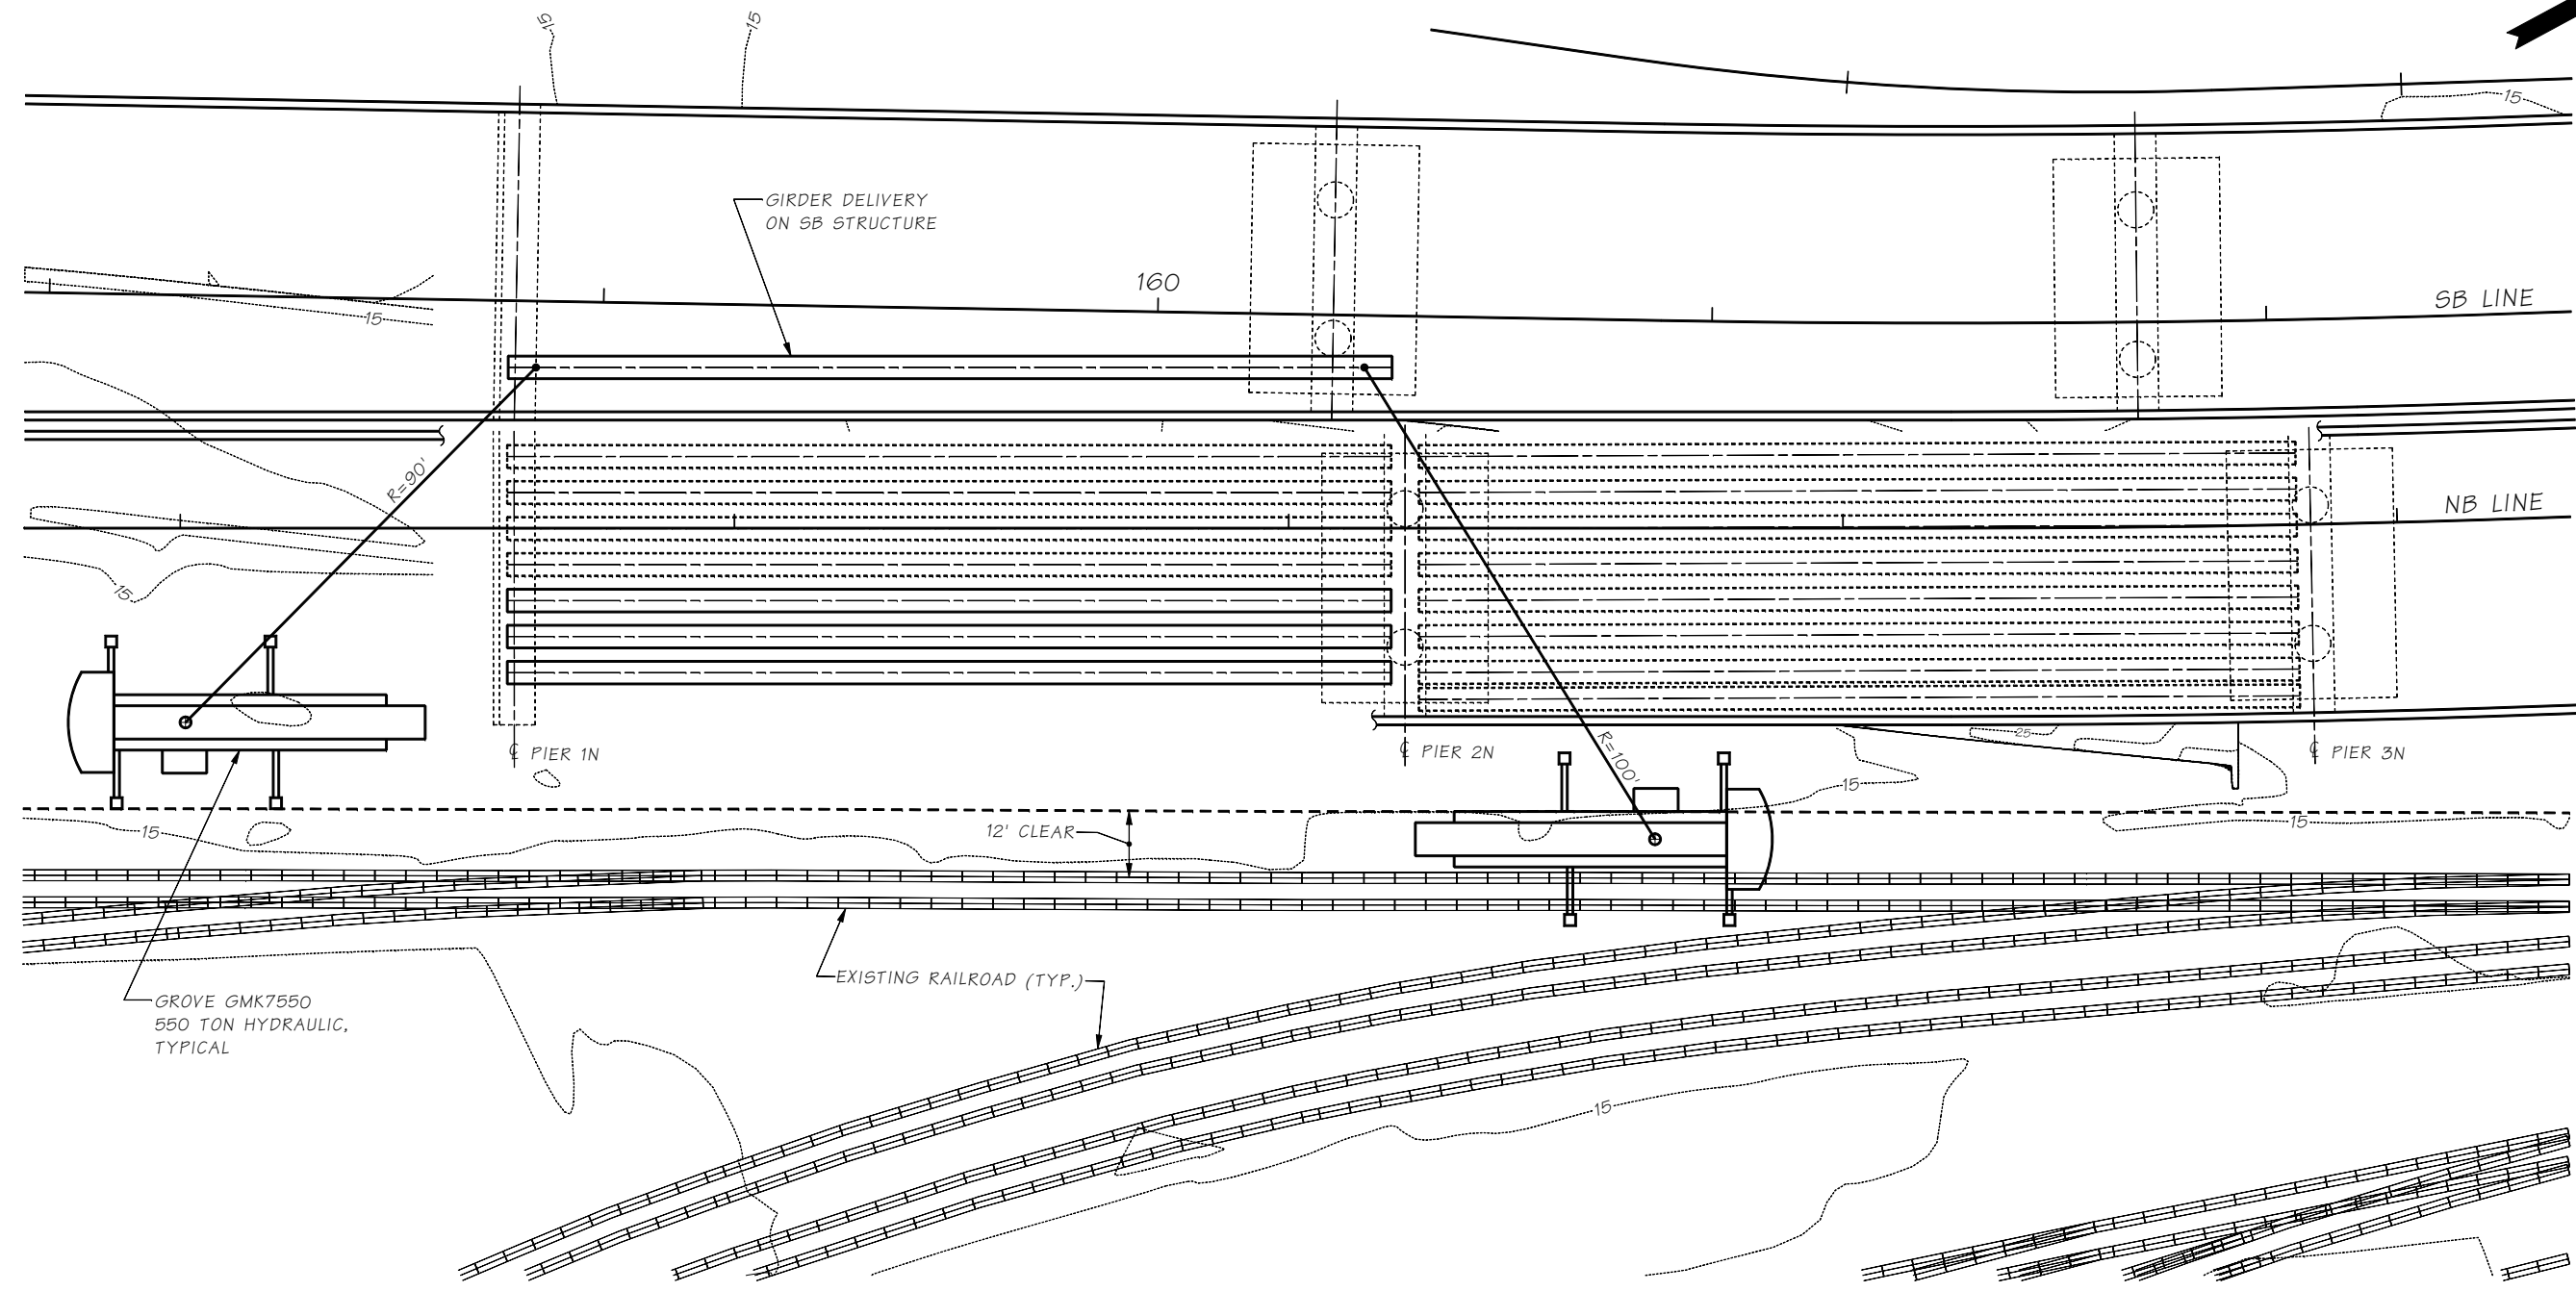 15
15
15
GIRDER DELIVERY
ON SB STRUCTURE
160
SB LINE
15
R=90'
NB LINE
15
25
℄ PIER 1N
℄ PIER 2N
℄ PIER 3N
R=100'
15
15
15
12' CLEAR
EXISTING RAILROAD (TYP.)
GROVE GMK7550
550 TON HYDRAULIC,
TYPICAL
15